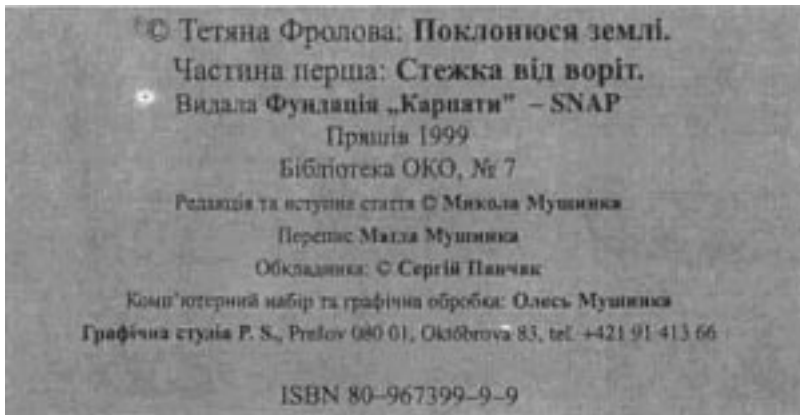 © Тетяна Фролова: Поклонюся землі.
Частина перша: Стежка від воріт.
Видала Фундація „Карпати” – SNAP
Пряшів 1999
Бібліотека ОКО, № 7
Редакція та вступна стаття © Микола Мушинка
Перепис Магда Мушинка
Обкладинка: © Сергій Панчак
Комп’ютерний набір та графічна обробка: Олесь Мушинка
Графічна студія P. S., Prešov 080 01, Októbrova 83, tel. +421 91 413 66
ISBN 80–967399–9–9